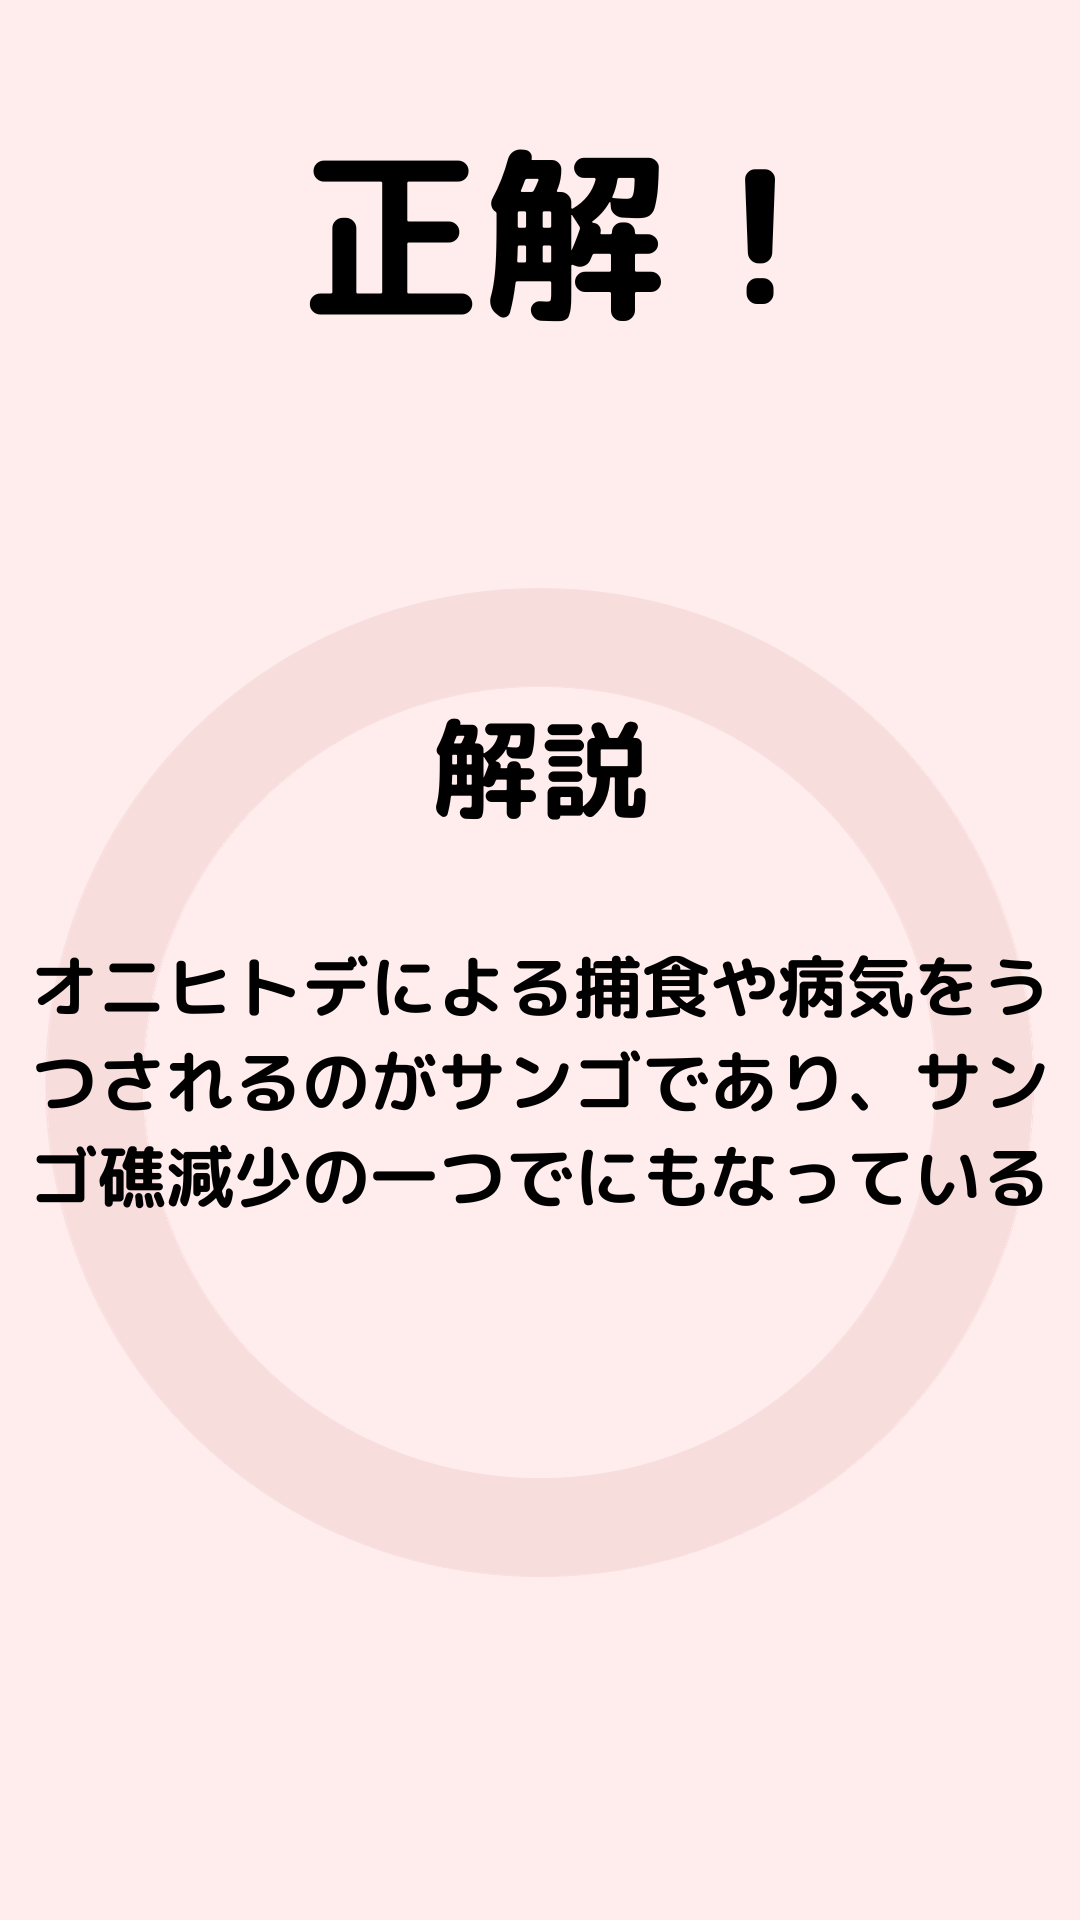 正解！
解説
オニヒトデによる捕食や病気をう
つされるのがサンゴであり、サン
ゴ礁減少の一つでにもなっている